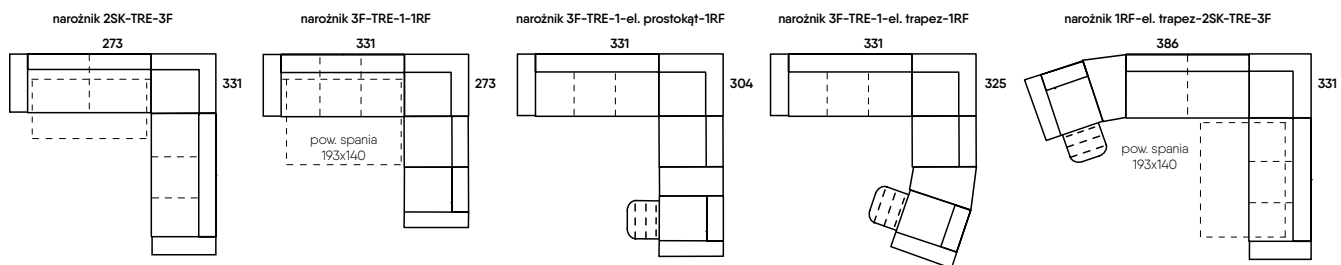 narożnik 2SK-TRE-3F
273
331
narożnik 3F-TRE-1-1RF
331
273
pow. spania
193x140
narożnik 3F-TRE-1-el. prostokąt-1RF
331
304
narożnik 3F-TRE-1-el. trapez-1RF
331
325
narożnik 1RF-el. trapez-2SK-TRE-3F
386
331
pow. spania
193x140